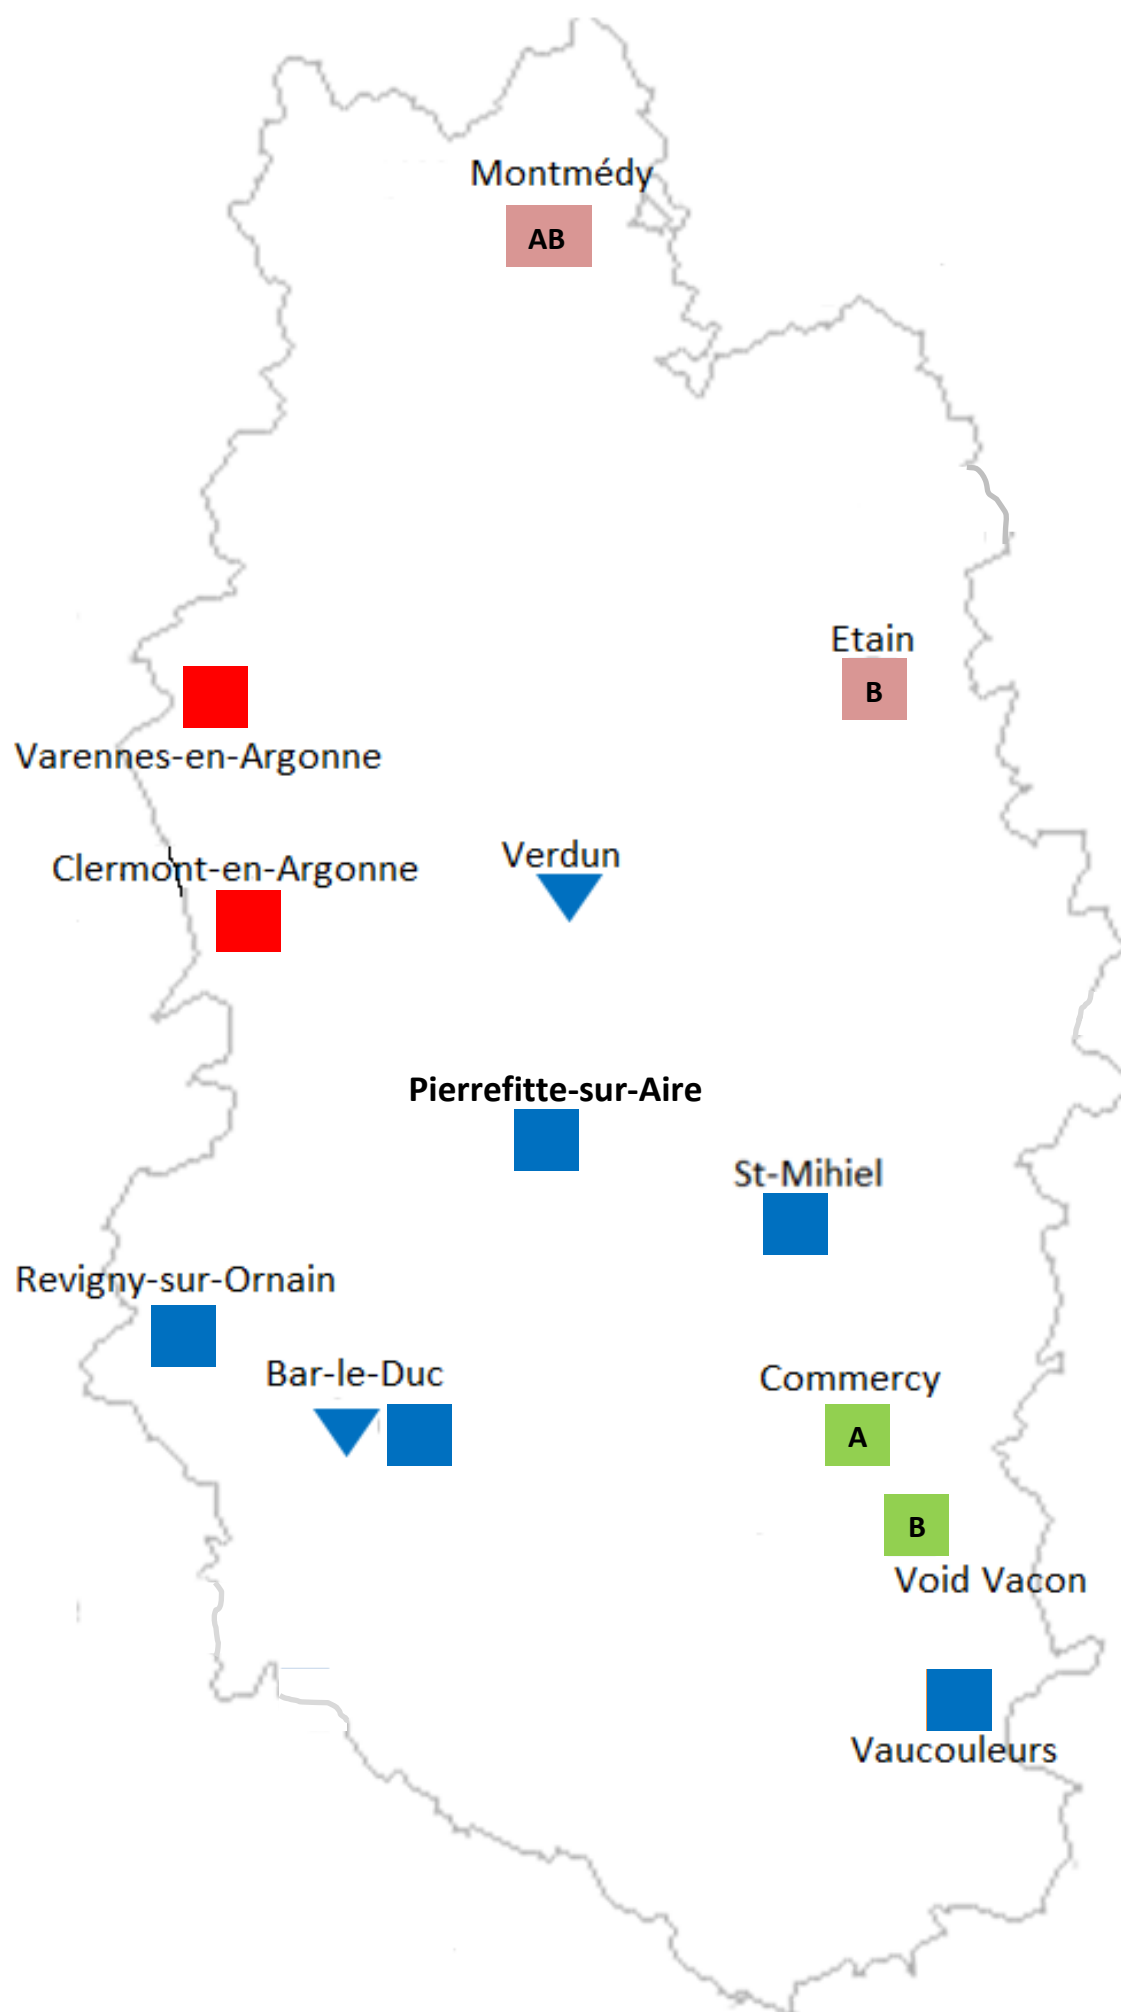 Montmédy
AB
Etain
B
Varennes-en-Argonne
Clermont-en-Argonne
Verdun
Pierrefitte-sur-Aire
St-Mihiel
Revigny-sur-Ornain
Bar-le-Duc
Commercy
A
B
Void Vacon
Vaucouleurs